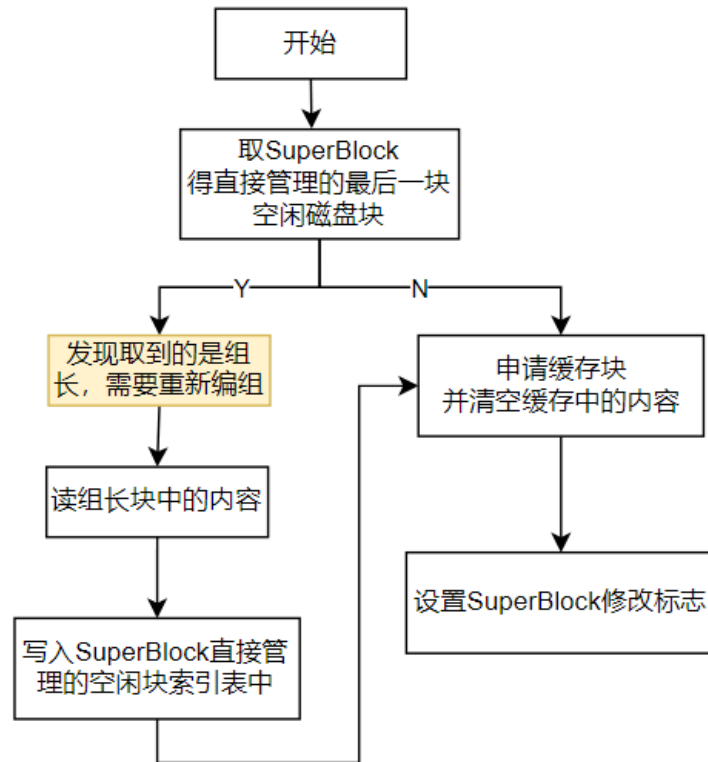 开始
取SuperBlock
得直接管理的最后一块
空闲磁盘块
Y
N
发现取到的是组
长，需要重新编组
申请缓存块
并清空缓存中的内容
读组长块中的内容
设置SuperBlock修改标志
写入SuperBlock直接管
理的空闲块索引表中